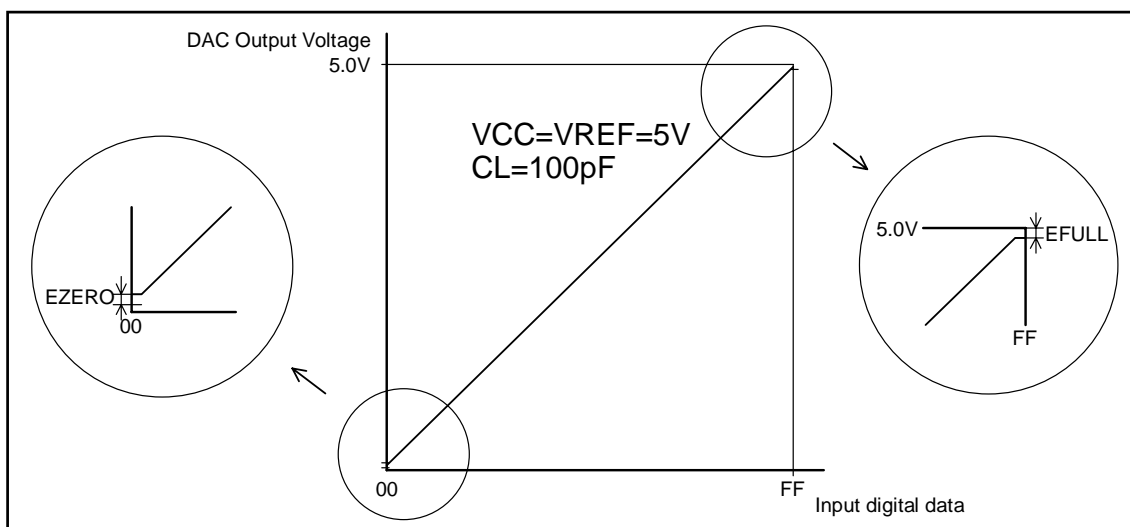 DAC Output Voltage
5.0V
VCC=VREF=5V
CL=100pF
EZERO
00
5.0V
EFULL
FF
00
FF
Input digital data